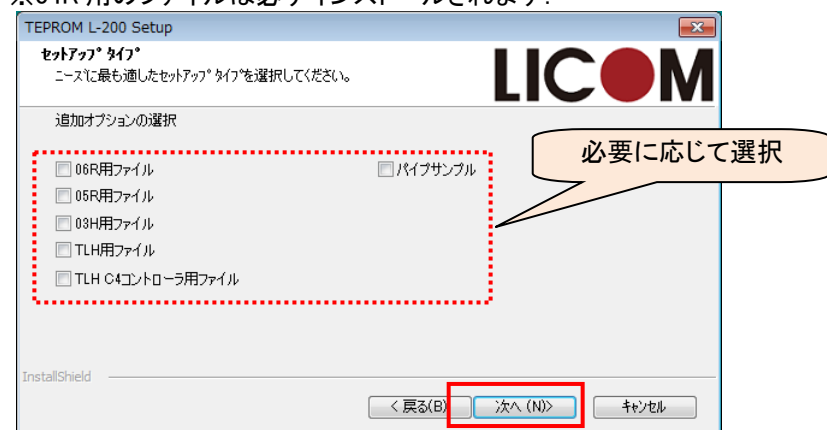 TEPROM L-200 Setup
セットアップ タイプ
ニーズに最も適したセットアップ タイプを選択してください。
LICOM
追加オプションの選択
必要に応じて選択
06R用ファイル
パイプサンプル
05R用ファイル
03H用ファイル
TLH用ファイル
TLH C4コントローラ用ファイル
InstallShield
< 戻る(B)
次へ (N)>
キャンセル